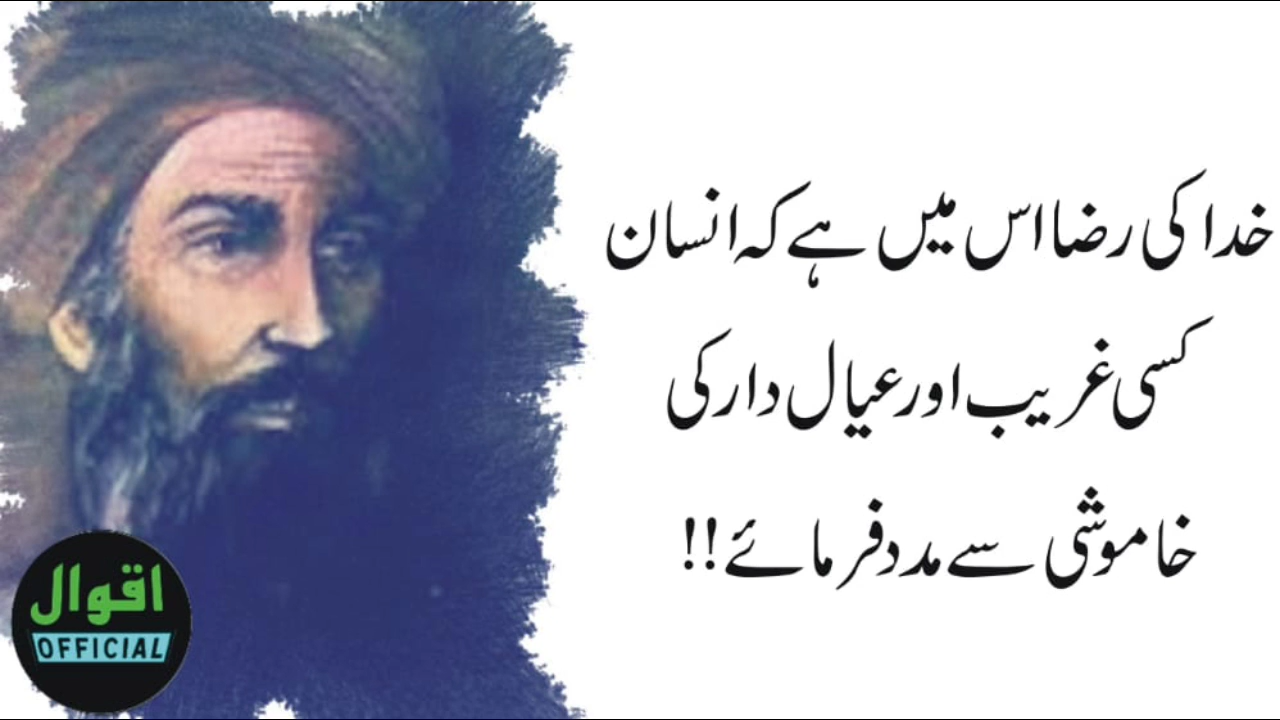 خدا کی رضا اس میں ہے کہ انسان
کسی غریب اور عیال دار کی
خاموشی سے مدد فرمائے !!
اقوال
OFFICIAL